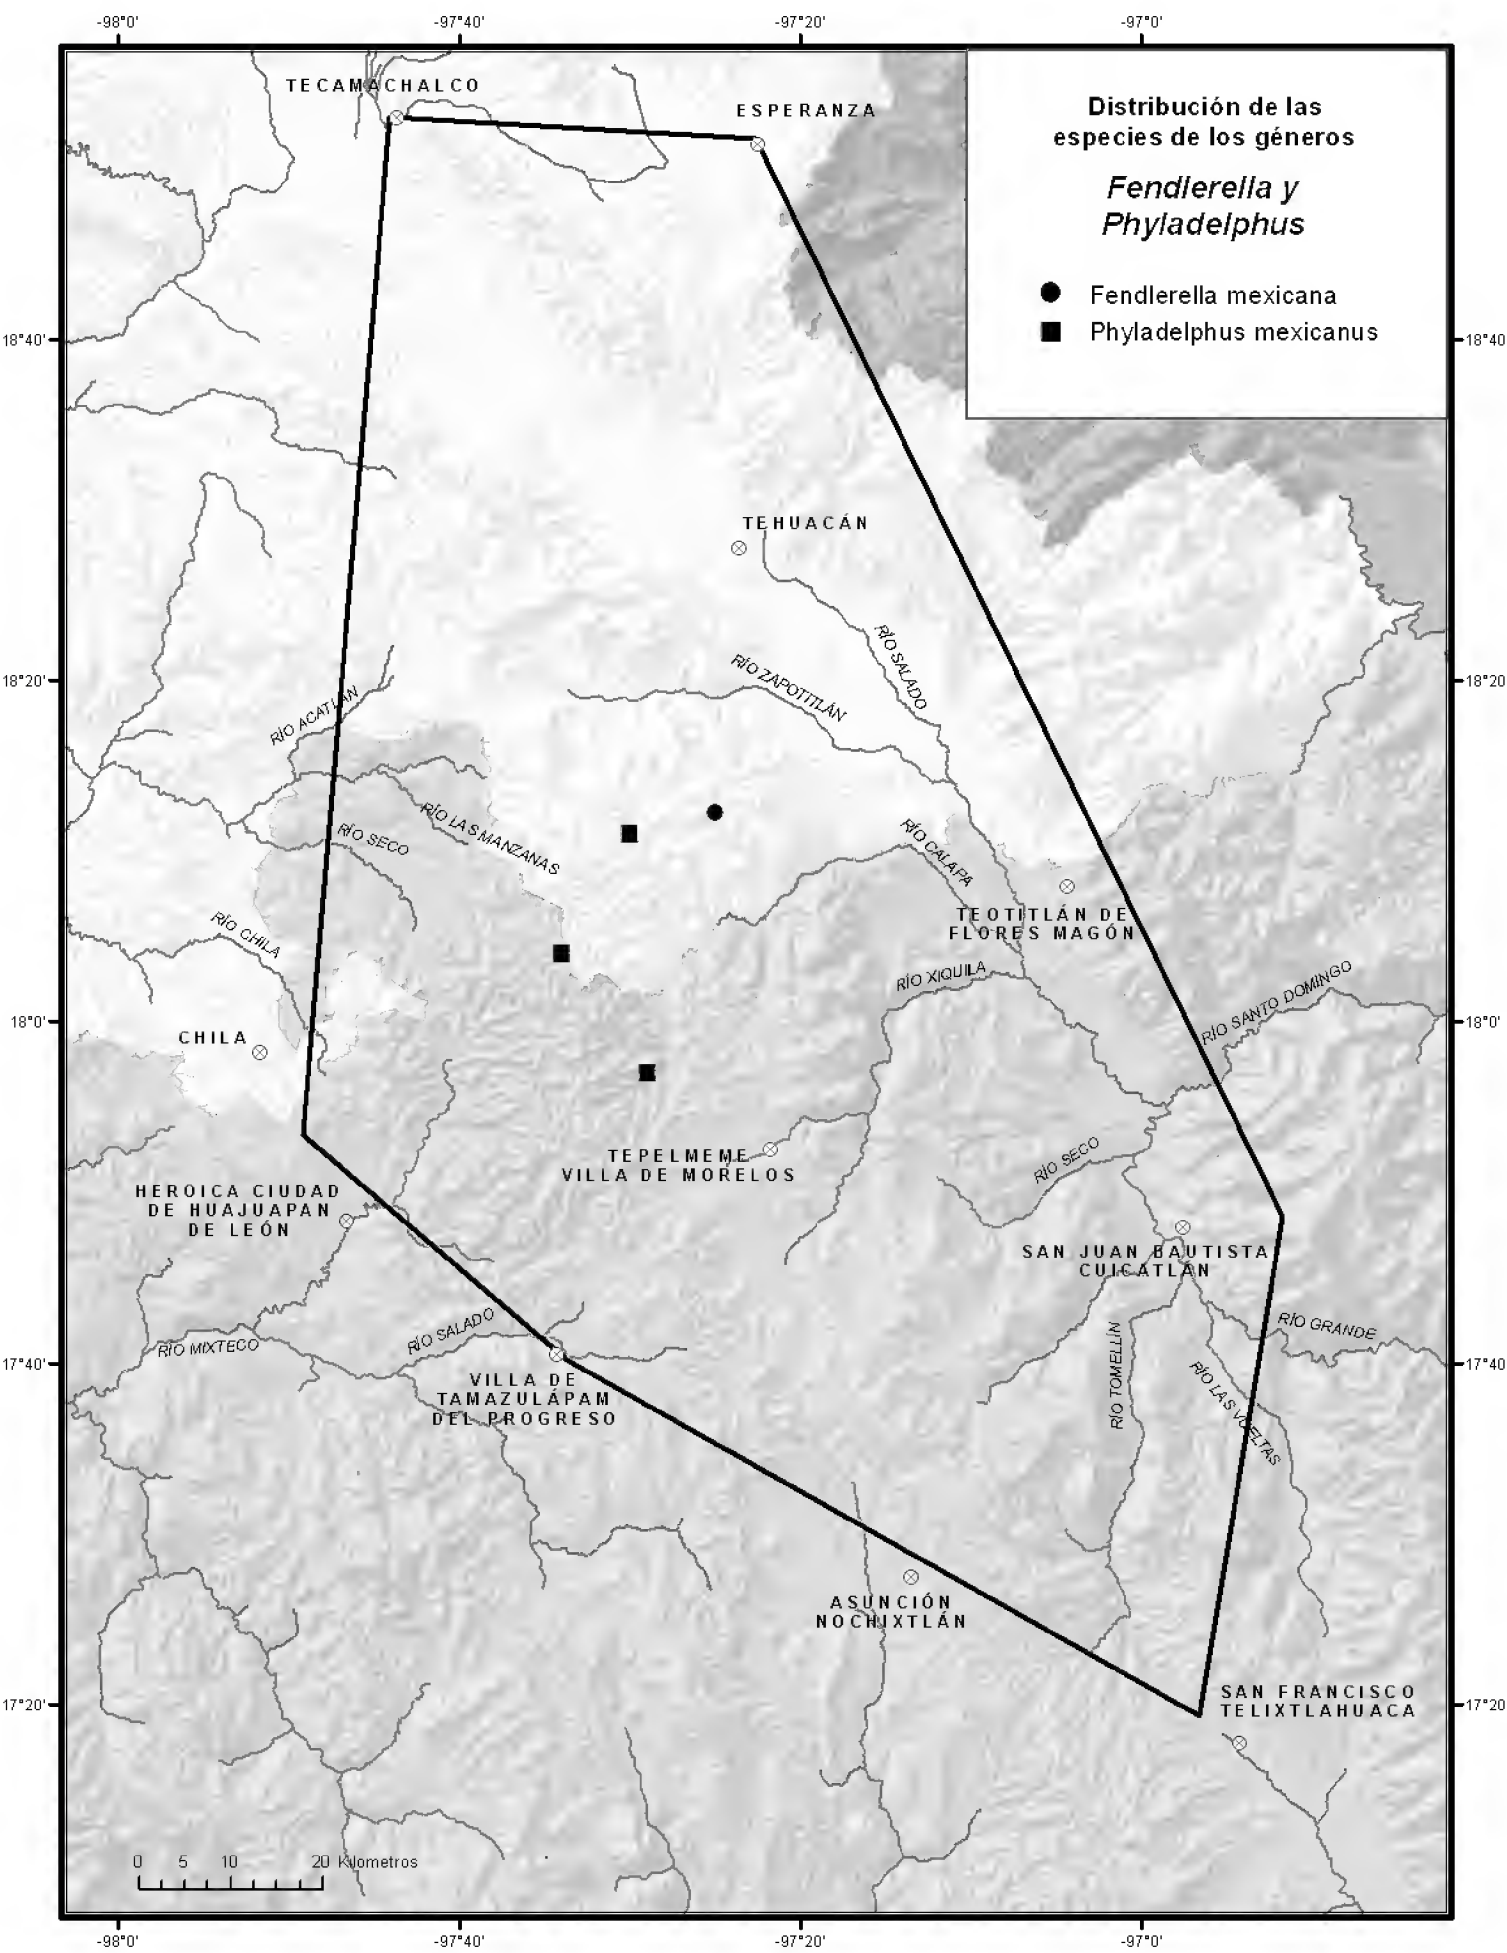 -98°0'
-97°40'
-97°20'
-97°0'
TECAMACHALCO
ESPERANZA
Distribución de las
especies de los géneros
Fendlerella y
Phyladelphus
Fendlerella mexicana
Phyladelphus mexicanus
18°40'
18°40'
TEHUACÁN
RÍO SALADO
RÍO ZAPOTITLÁN
18°20'
18°20'
RÍO ACATLÁN
RÍO LAS MANZANAS
RÍO SECO
RÍO CALAPA
TEOTITLÁN DE
FLORES MAGÓN
RÍO CHILA
RÍO XIQUILA
RÍO SANTO DOMINGO
18°0'
18°0'
CHILA
TEPELMEME
VILLA DE MORELOS
RÍO SECO
HEROICA CIUDAD
DE HUAJUAPAN
DE LEÓN
SAN JUAN BAUTISTA
CUICATLÁN
RÍO GRANDE
RÍO SALADO
RÍO MIXTECO
17°40'
17°40'
RÍO TOMELLÍN
RÍO LAS VUELTAS
VILLA DE
TAMAZULÁPAM
DEL PROGRESO
ASUNCIÓN
NOCHIXTLÁN
SAN FRANCISCO
TELIXTLAHUACA
17°20'
17°20'
0 5 10 20 Kilometros
-98°0'
-97°40'
-97°20'
-97°0'